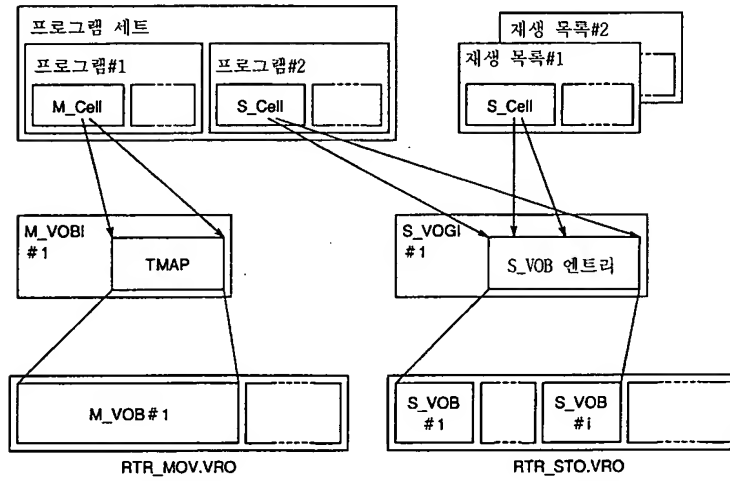 프로그램 세트
프로그램#1
M_Cell
프로그램#2
S_Cell
재생 목록#2
재생 목록#1
S_Cell
M_VOBI
#1
TMAP
S_VOGI
#1
S_VOB 엔트리
M_VOB#1
S_VOB
#1
S_VOB
#i
RTR_MOV.VRO
RTR_STO.VRO